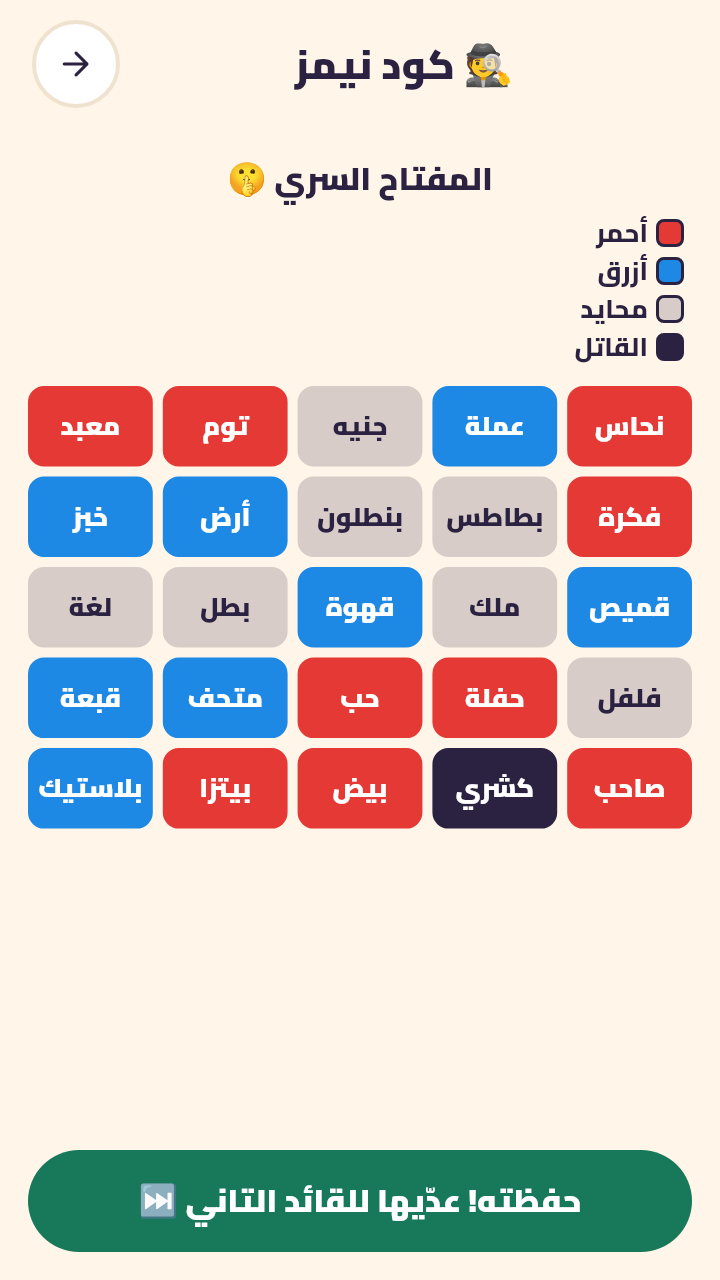 🕵️ كود نيمز
المفتاح السري 🤫
أحمر
أزرق
محايد
القاتل
نحاس عملة جنيه توم معبد
فكرة بطاطس بنطلون أرض خبز
قميص ملك قهوة بطل لغة
فلفل حفلة حب متحف قبعة
صاحب كشري بيض بيتزا بلاستيك
حفظته! عدّيها للقائد التاني ⏭️